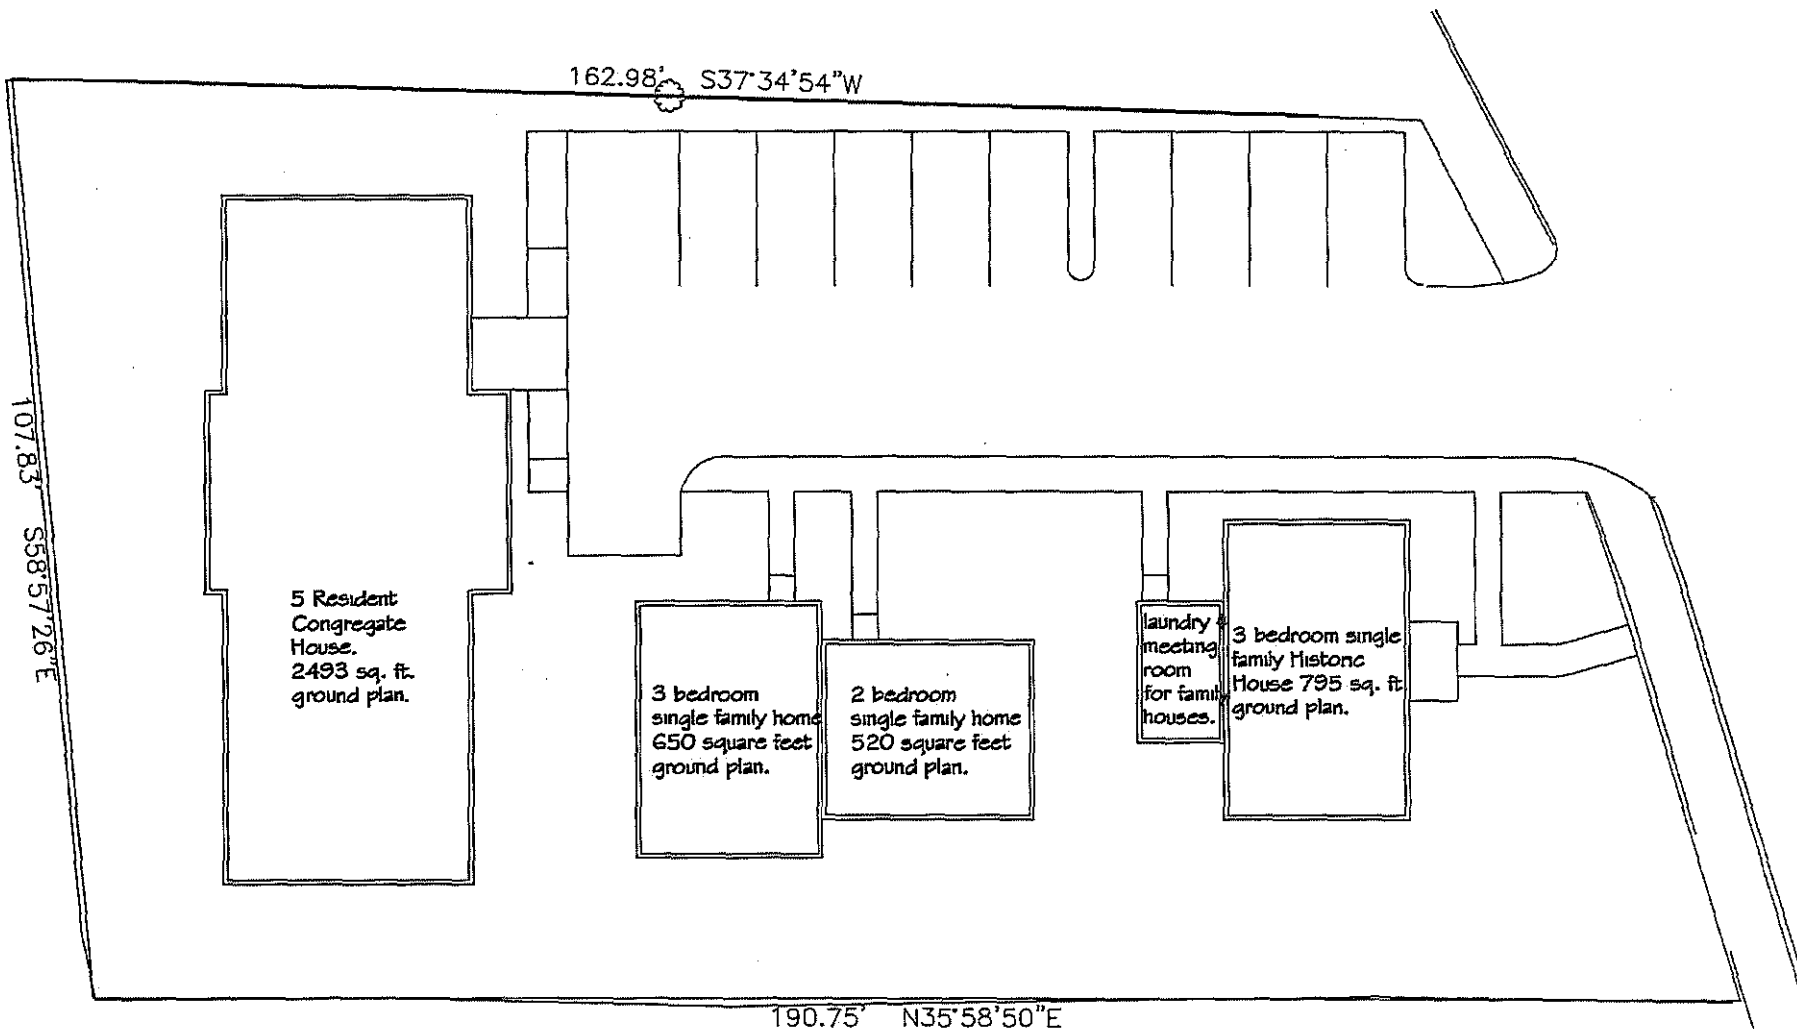 162.98' S37°34'54"W
107.83' S58°57'26"E
5 Resident
Congregate
House.
2493 sq. ft.
ground plan.
3 bedroom
single family home
650 square feet
ground plan.
2 bedroom
single family home
520 square feet
ground plan.
laundry &
meeting
room
for family
houses.
3 bedroom single
family Historic
House 795 sq. ft
ground plan.
190.75' N35°58'50"E